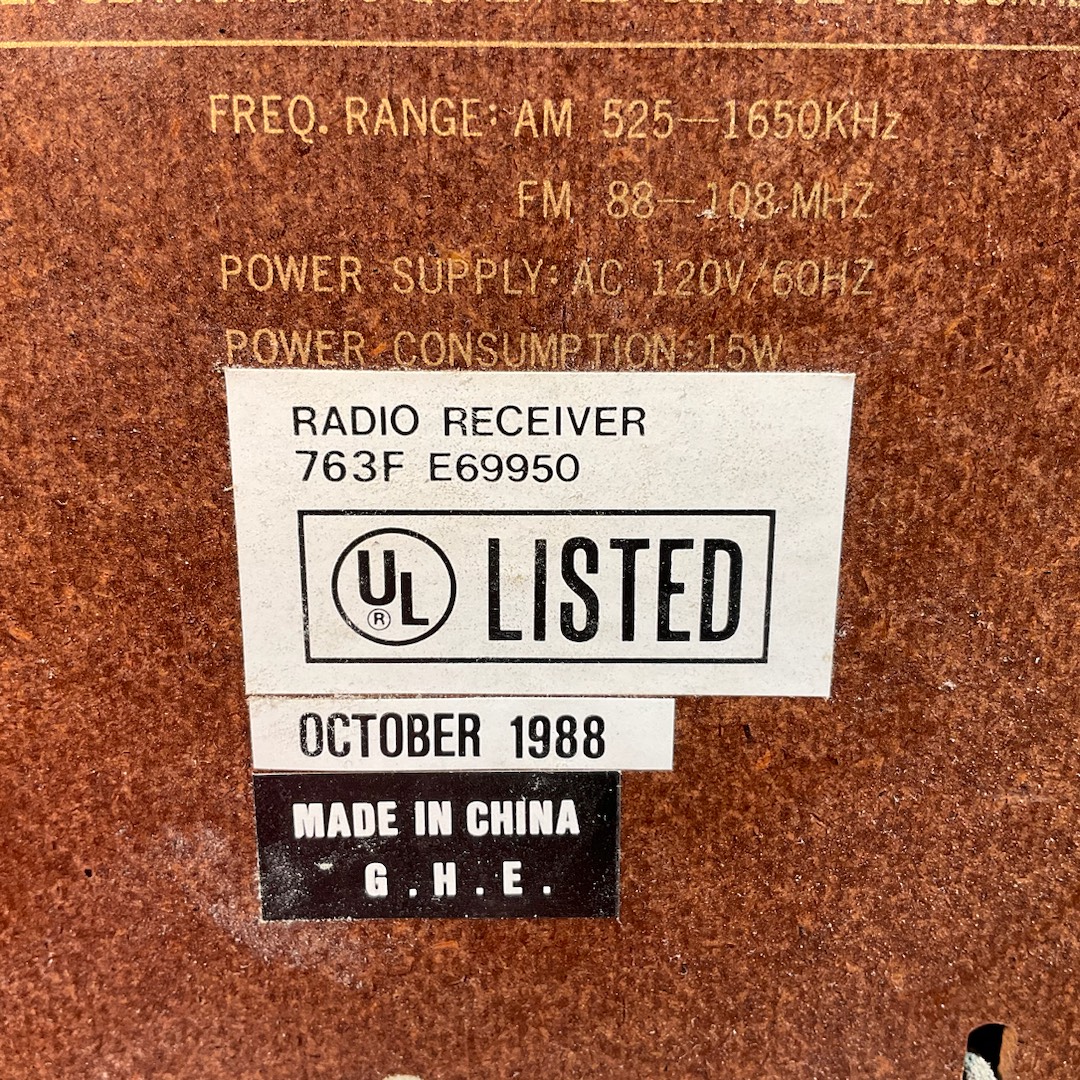 FREQ. RANGE: AM 525—1650KHz
FM 88—108 MHZ
POWER SUPPLY: AC 120V/60HZ
POWER CONSUMPTION: 15W
RADIO RECEIVER
763F E69950
UL ® LISTED
OCTOBER 1988
MADE IN CHINA
G.H.E.